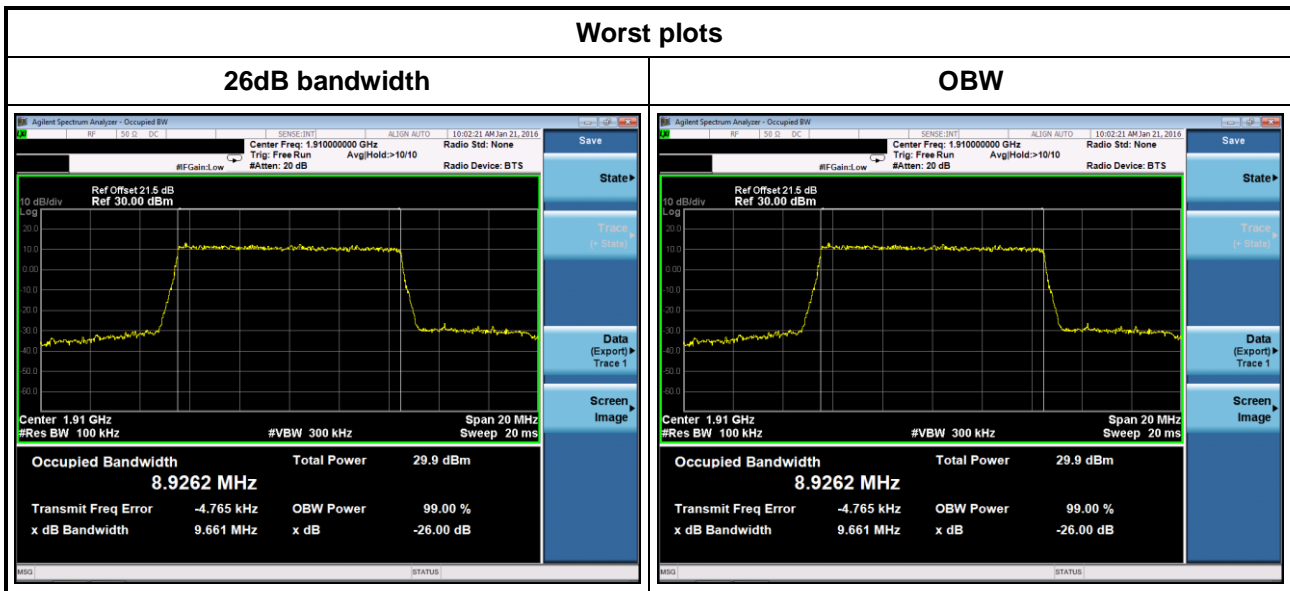 Worst plots
26dB bandwidth
OBW
Agilent Spectrum Analyzer - Occupied BW
RF 50 Ω DC SENSE:INT ALIGN AUTO 10:02:21 AM Jan 21, 2016
Center Freq: 1.910000000 GHz Radio Std: None
Trig: Free Run Avg|Hold:>10/10
#IFGain:Low #Atten: 20 dB Radio Device: BTS
Ref Offset 21.5 dB
10 dB/div Ref 30.00 dBm
Log
20.0
10.0
0.00
-10.0
-20.0
-30.0
-40.0
-50.0
-60.0
Center 1.91 GHz Span 20 MHz
#Res BW 100 kHz #VBW 300 kHz Sweep 20 ms
Occupied Bandwidth Total Power 29.9 dBm
8.9262 MHz
Transmit Freq Error -4.765 kHz OBW Power 99.00 %
x dB Bandwidth 9.661 MHz x dB -26.00 dB
MSG STATUS
Save
State
Trace
(+ State)
Data
(Export)
Trace 1
Screen
Image
Agilent Spectrum Analyzer - Occupied BW
RF 50 Ω DC SENSE:INT ALIGN AUTO 10:02:21 AM Jan 21, 2016
Center Freq: 1.910000000 GHz Radio Std: None
Trig: Free Run Avg|Hold:>10/10
#IFGain:Low #Atten: 20 dB Radio Device: BTS
Ref Offset 21.5 dB
10 dB/div Ref 30.00 dBm
Log
20.0
10.0
0.00
-10.0
-20.0
-30.0
-40.0
-50.0
-60.0
Center 1.91 GHz Span 20 MHz
#Res BW 100 kHz #VBW 300 kHz Sweep 20 ms
Occupied Bandwidth Total Power 29.9 dBm
8.9262 MHz
Transmit Freq Error -4.765 kHz OBW Power 99.00 %
x dB Bandwidth 9.661 MHz x dB -26.00 dB
MSG STATUS
Save
State
Trace
(+ State)
Data
(Export)
Trace 1
Screen
Image